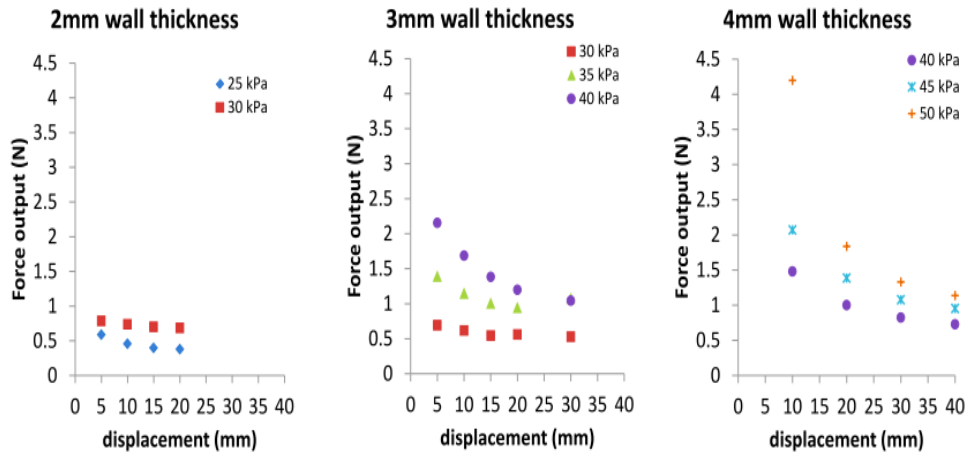 2mm wall thickness
25 kPa
30 kPa
4.5
4
3.5
3
2.5
2
1.5
1
0.5
0
Force output (N)
0 5 10 15 20 25 30 35 40
displacement (mm)
3mm wall thickness
30 kPa
35 kPa
40 kPa
4.5
4
3.5
3
2.5
2
1.5
1
0.5
0
Force output (N)
0 5 10 15 20 25 30 35 40
displacement (mm)
4mm wall thickness
40 kPa
45 kPa
50 kPa
4.5
4
3.5
3
2.5
2
1.5
1
0.5
0
Force output (N)
0 5 10 15 20 25 30 35 40
displacement (mm)